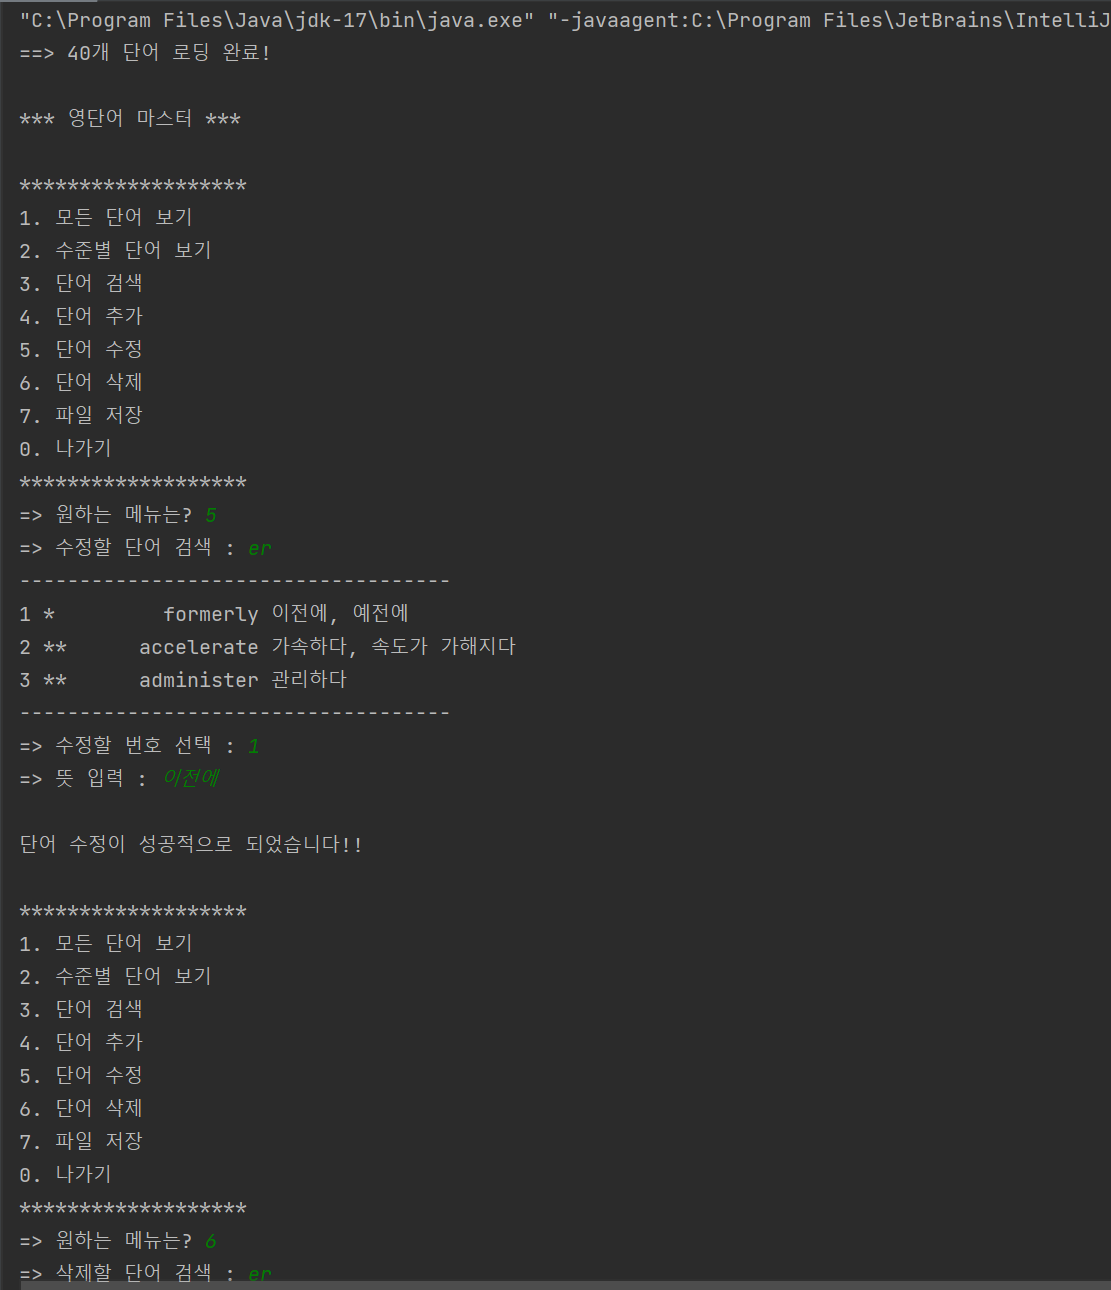 "C:\Program Files\Java\jdk-17\bin\java.exe" "-javaagent:C:\Program Files\JetBrains\IntelliJ
==> 40개 단어 로딩 완료!
*** 영단어 마스터 ***
*******************
1. 모든 단어 보기
2. 수준별 단어 보기
3. 단어 검색
4. 단어 추가
5. 단어 수정
6. 단어 삭제
7. 파일 저장
0. 나가기
*******************
=> 원하는 메뉴는? 5
=> 수정할 단어 검색 : er
------------------------------------
1 *         formerly 이전에, 예전에
2 **      accelerate 가속하다, 속도가 가해지다
3 **      administer 관리하다
------------------------------------
=> 수정할 번호 선택 : 1
=> 뜻 입력 : 이전에
단어 수정이 성공적으로 되었습니다!!
*******************
1. 모든 단어 보기
2. 수준별 단어 보기
3. 단어 검색
4. 단어 추가
5. 단어 수정
6. 단어 삭제
7. 파일 저장
0. 나가기
*******************
=> 원하는 메뉴는? 6
=> 삭제할 단어 검색 : er